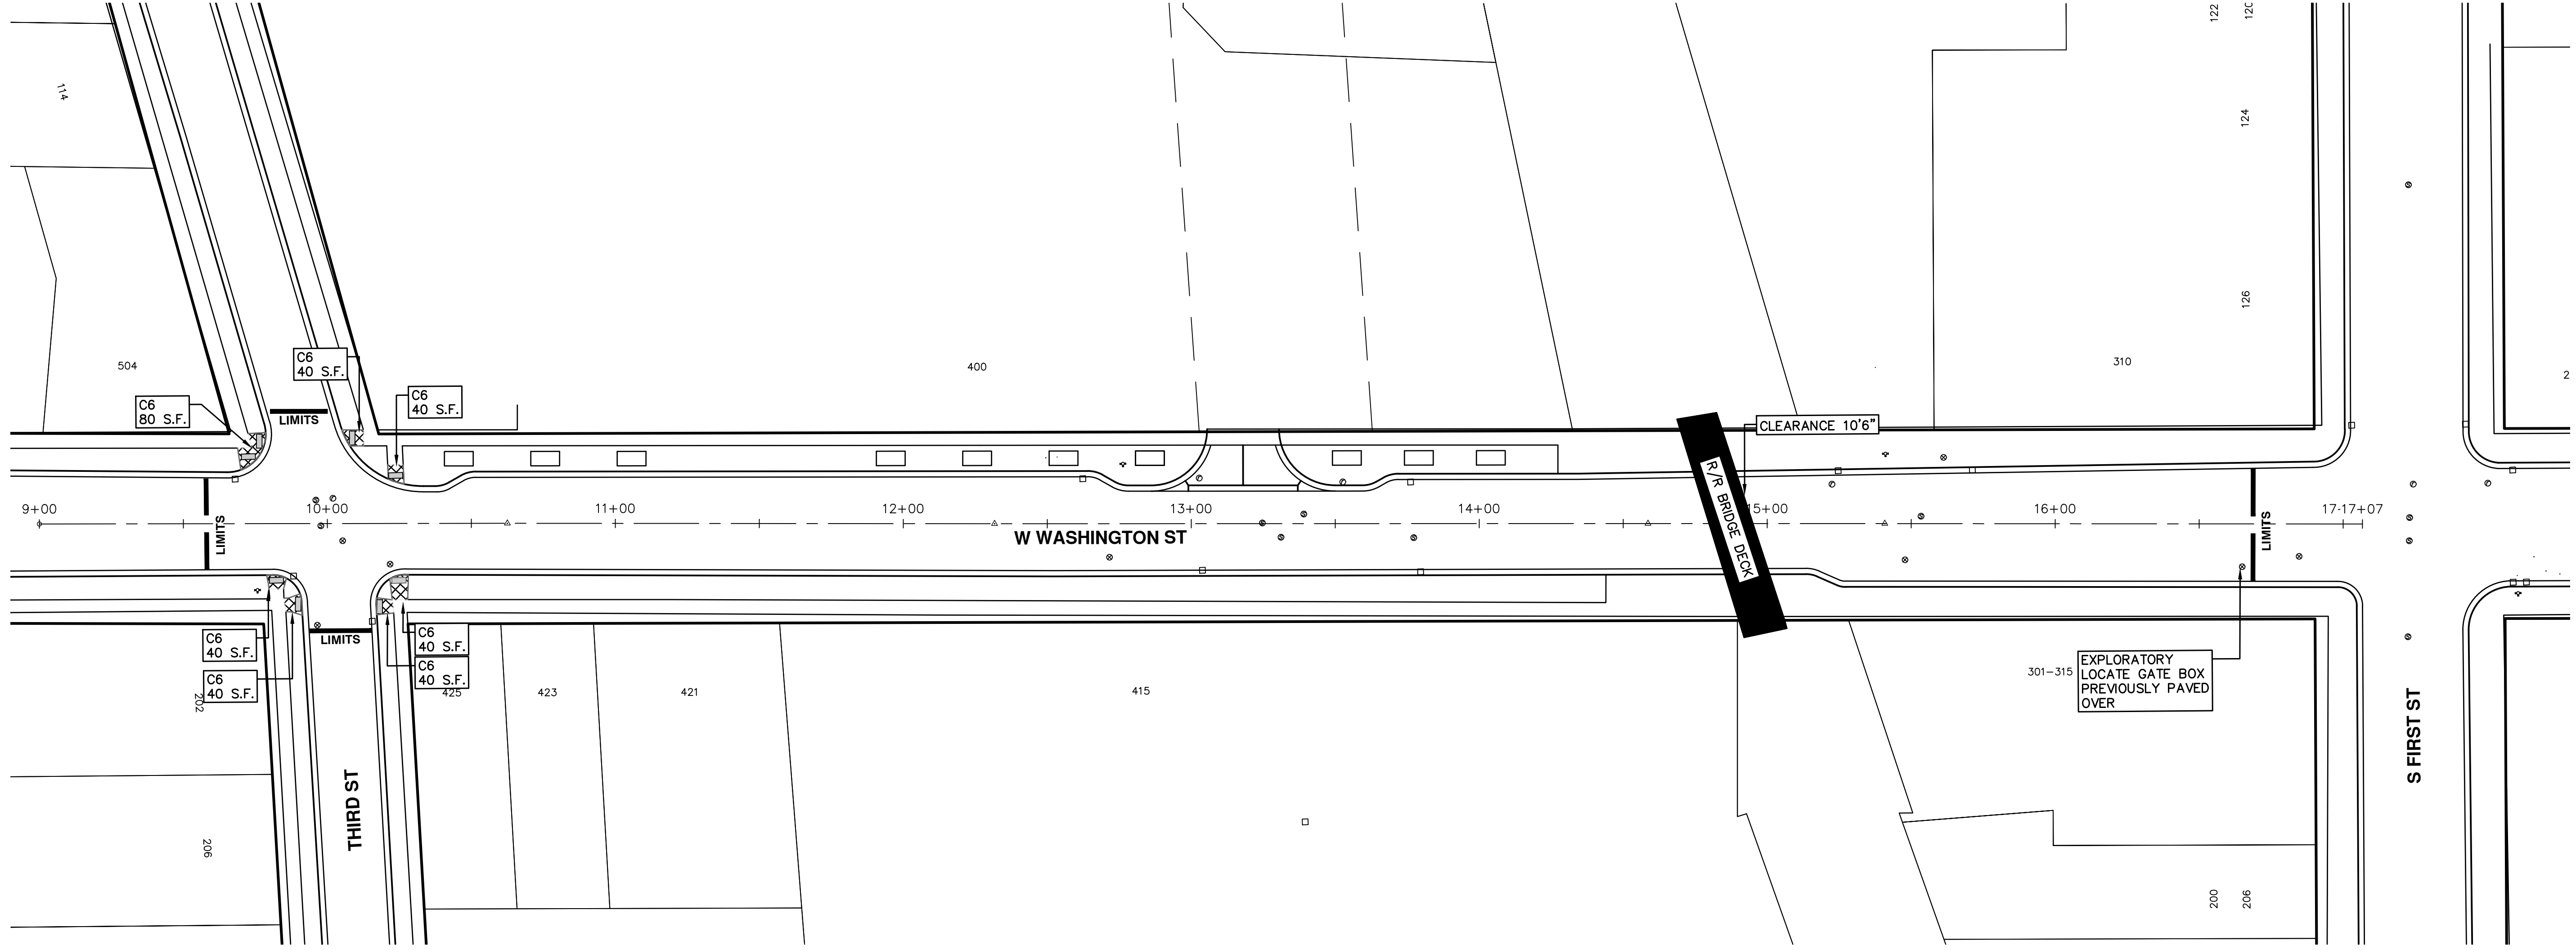 122
120
114
124
126
504
400
310
2
C6
40 S.F.
C6
40 S.F.
C6
80 S.F.
LIMITS
CLEARANCE 10'6"
R/R BRIDGE DECK
9+00
10+00
11+00
12+00
13+00
14+00
15+00
16+00
17-17+07
W WASHINGTON ST
LIMITS
LIMITS
LIMITS
C6
40 S.F.
C6
40 S.F.
C6
40 S.F.
C6
40 S.F.
202
425
423
421
415
301-315
EXPLORATORY
LOCATE GATE BOX
PREVIOUSLY PAVED
OVER
S FIRST ST
THIRD ST
206
200
206